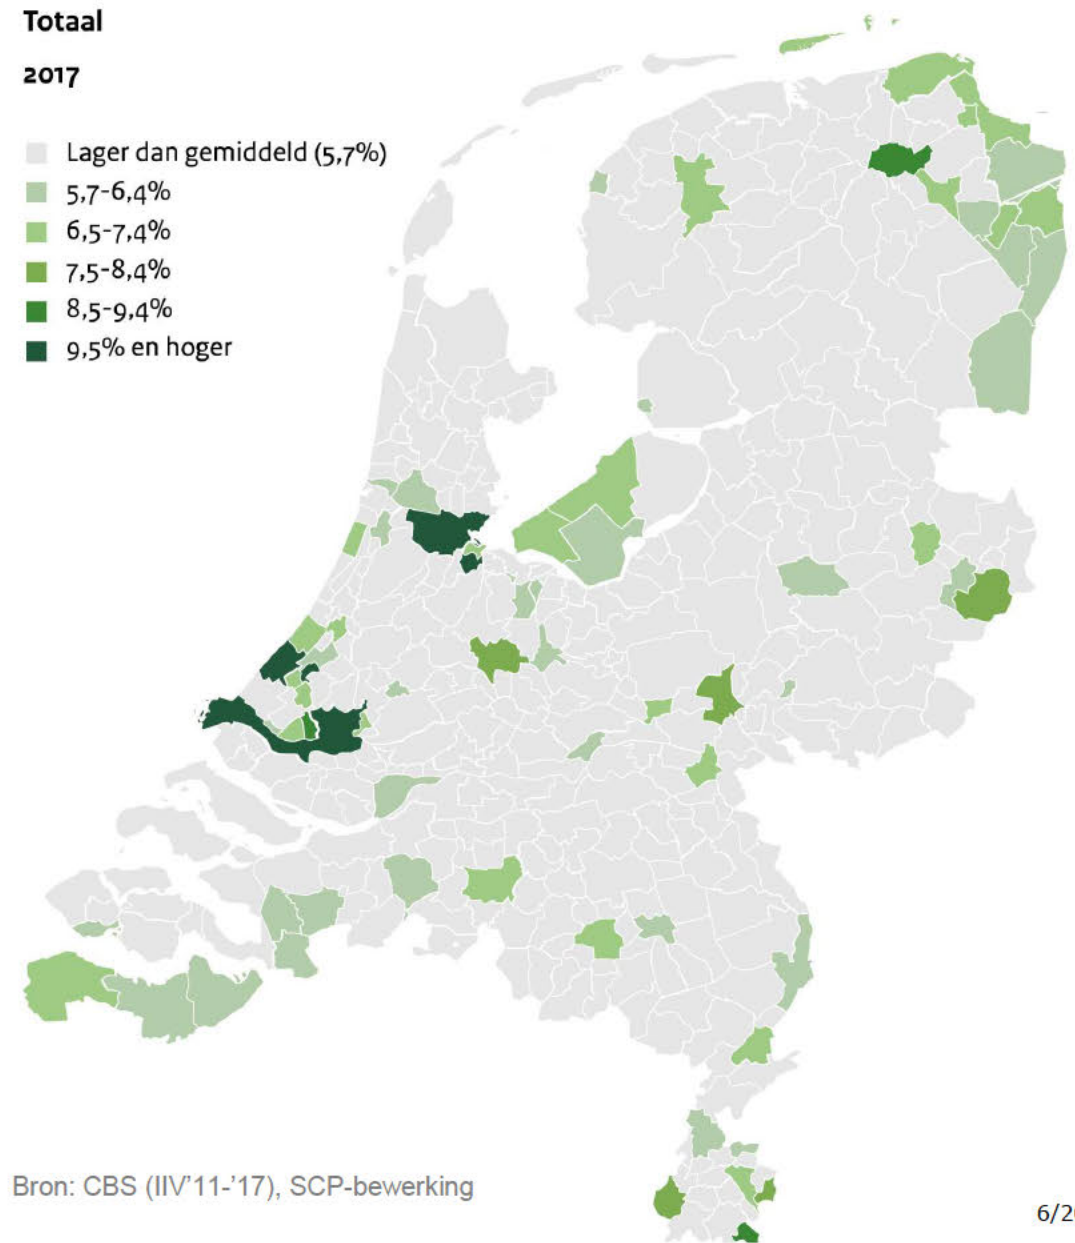 Totaal
2017
Lager dan gemiddeld (5,7%)
5,7-6,4%
6,5-7,4%
7,5-8,4%
8,5-9,4%
9,5% en hoger
Bron: CBS (IIV'11-'17), SCP-bewerking